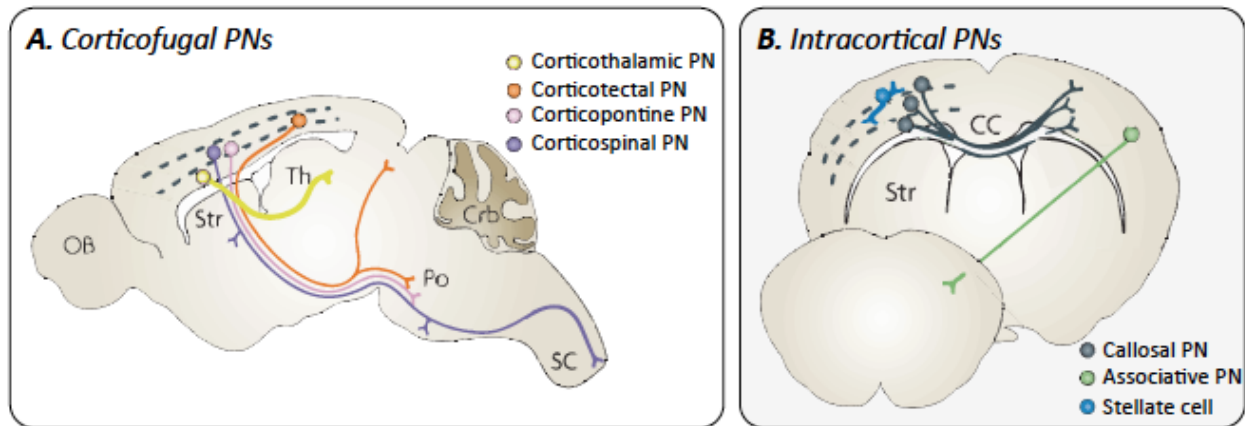 A. Corticofugal PNs
Corticothalamic PN
Corticotectal PN
Corticopontine PN
Corticospinal PN
Th
Str
Crb
OB
Po
SC
B. Intracortical PNs
CC
Str
Callosal PN
Associative PN
Stellate cell